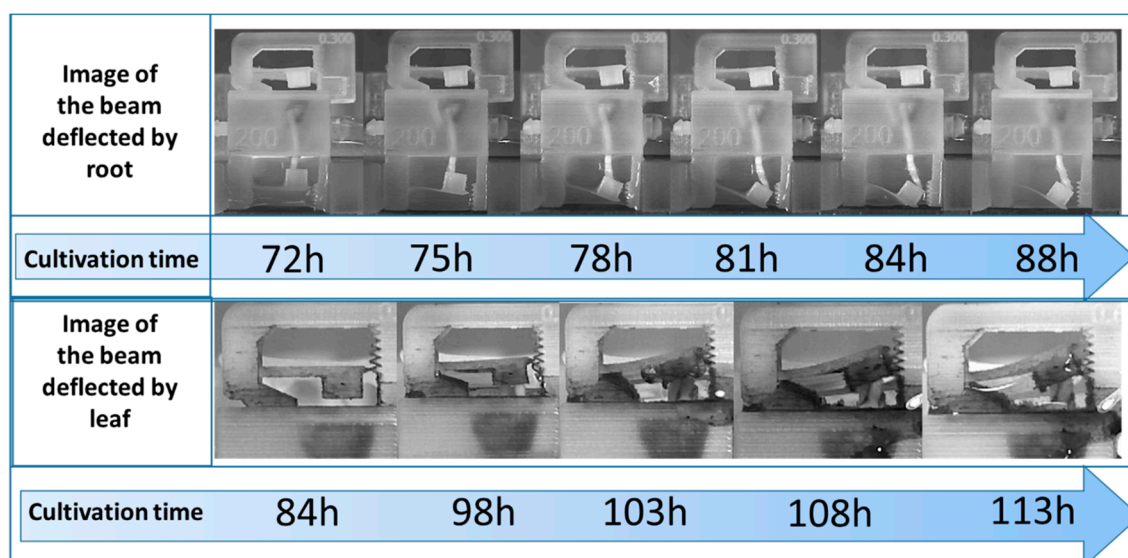 Image of
the beam
deflected by
root
0.300
0.300
0.300
0.300
0.300
200
200
200
200
200
200
Cultivation time
72h
75h
78h
81h
84h
88h
Image of
the beam
deflected by
leaf
Cultivation time
84h
98h
103h
108h
113h